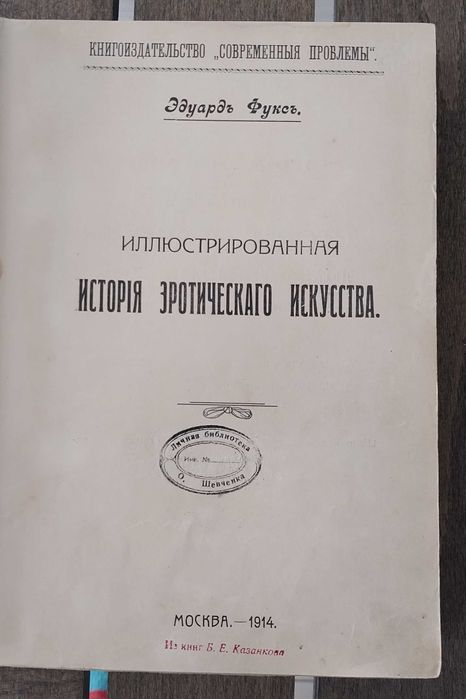 КНИГОИЗДАТЕЛЬСТВО „СОВРЕМЕННЫЯ ПРОБЛЕМЫ“.
Эдуардъ Фуксъ.
ИЛЛЮСТРИРОВАННАЯ
ИСТОРІЯ ЭРОТИЧЕСКАГО ИСКУССТВА.
Личная библиотека
Инв. №
О. Шевченка
МОСКВА.—1914.
Из книг Б. Е. Казанкова